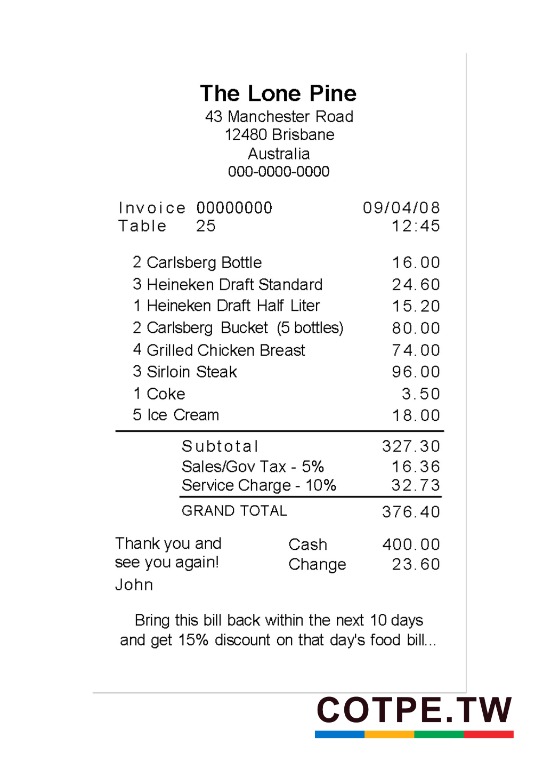 The Lone Pine
43 Manchester Road
12480 Brisbane
Australia
000-0000-0000
Invoice 00000000 09/04/08
Table 25 12:45
2 Carlsberg Bottle 16.00
3 Heineken Draft Standard 24.60
1 Heineken Draft Half Liter 15.20
2 Carlsberg Bucket (5 bottles) 80.00
4 Grilled Chicken Breast 74.00
3 Sirloin Steak 96.00
1 Coke 3.50
5 Ice Cream 18.00
Subtotal 327.30
Sales/Gov Tax - 5% 16.36
Service Charge - 10% 32.73
GRAND TOTAL 376.40
Thank you and Cash 400.00
see you again! Change 23.60
John
Bring this bill back within the next 10 days
and get 15% discount on that day's food bill...
COTPE.TW